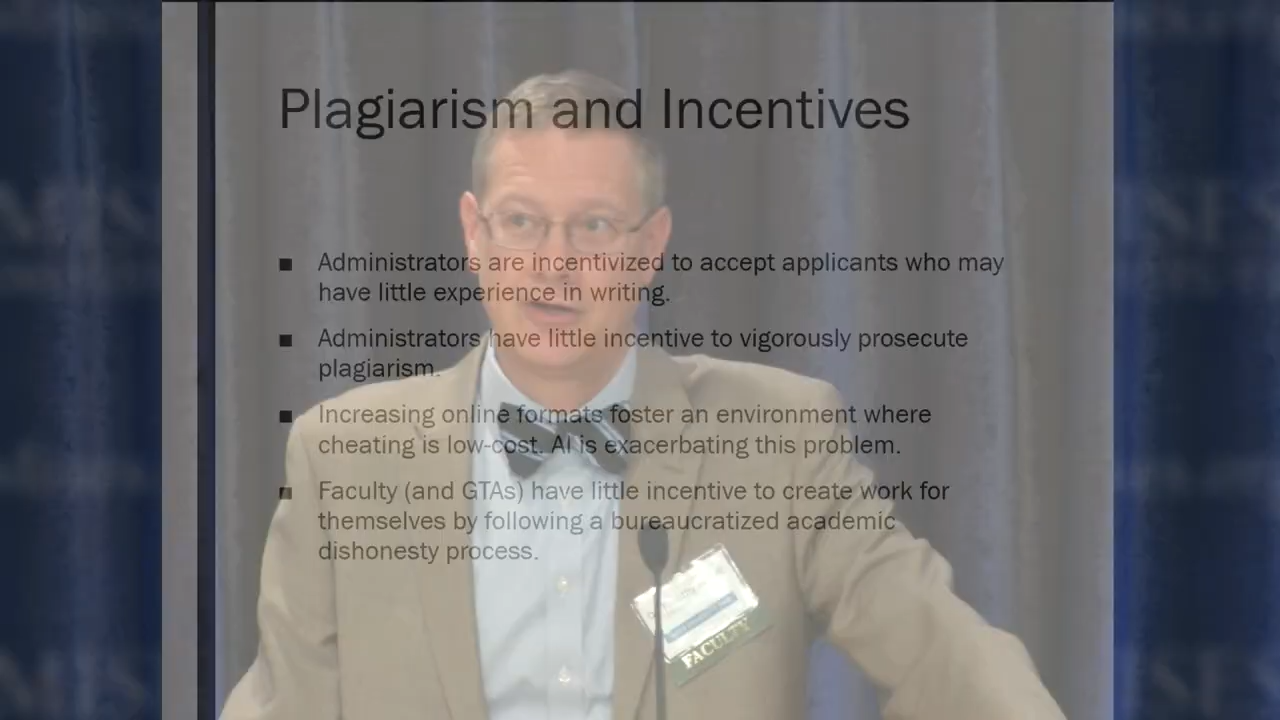 Plagiarism and Incentives
■ Administrators are incentivized to accept applicants who may
have little experience in writing.
■ Administrators have little incentive to vigorously prosecute
plagiarism.
■ Increasing online formats foster an environment where
cheating is low-cost. AI is exacerbating this problem.
■ Faculty (and GTAs) have little incentive to create work for
themselves by following a bureaucratized academic
dishonesty process.
FACULTY